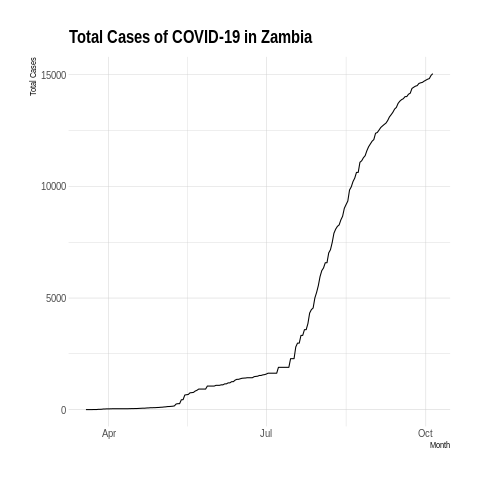 Total Cases of COVID-19 in Zambia
Total Cases
15000
10000
5000
0
Apr
Jul
Oct
Month